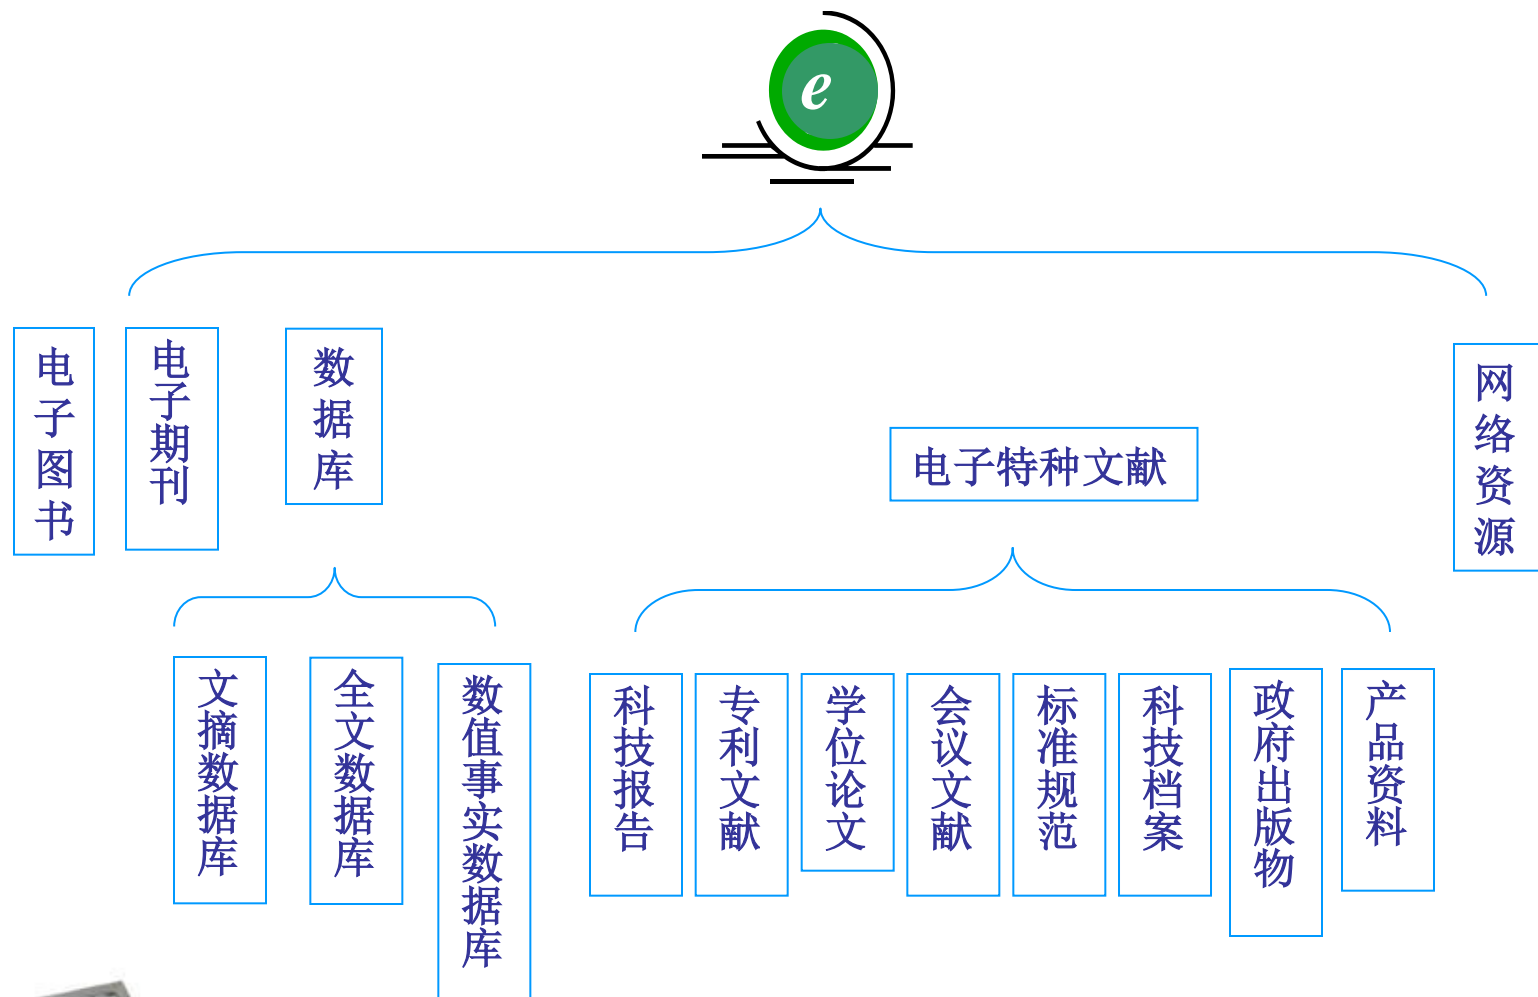 e
电子图书
电子期刊
数据库
电子特种文献
网络资源
文摘数据库
全文数据库
数值事实数据库
科技报告
专利文献
学位论文
会议文献
标准规范
科技档案
政府出版物
产品资料